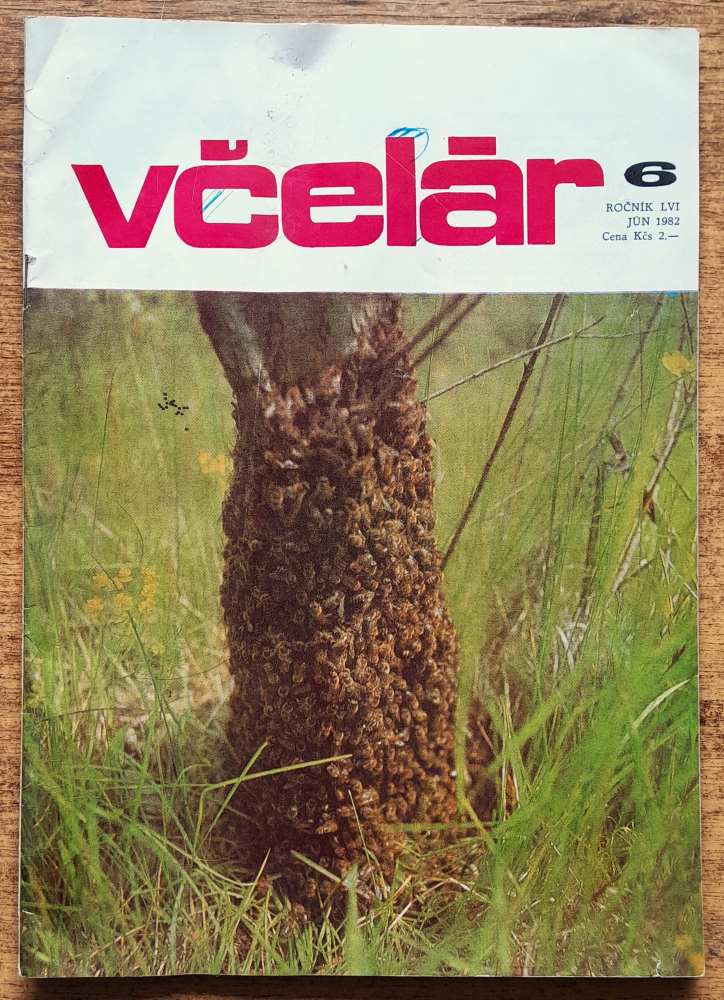 včelár
6
ROČNÍK LVI
JÚN 1982
Cena Kčs 2,—